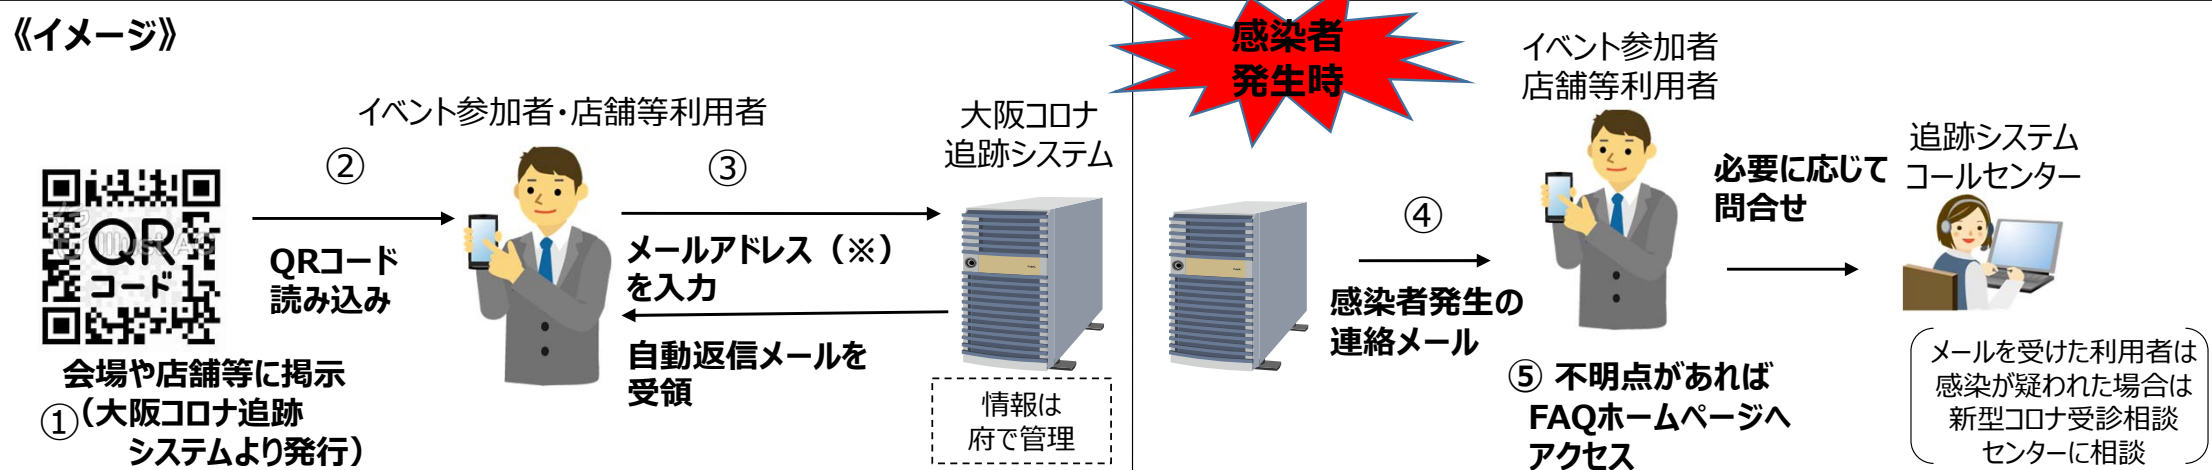 《イメージ》
イベント参加者・店舗等利用者
②
③
QR
コード
QRコード
読み込み
メールアドレス（※）
を入力
自動返信メールを
受領
会場や店舗等に掲示
①（大阪コロナ追跡
システムより発行）
大阪コロナ
追跡システム
情報は
府で管理
感染者
発生時
④
感染者発生の
連絡メール
イベント参加者
店舗等利用者
⑤ 不明点があれば
FAQホームページへ
アクセス
必要に応じて
問合せ
追跡システム
コールセンター
メールを受けた利用者は
感染が疑われた場合は
新型コロナ受診相談
センターに相談